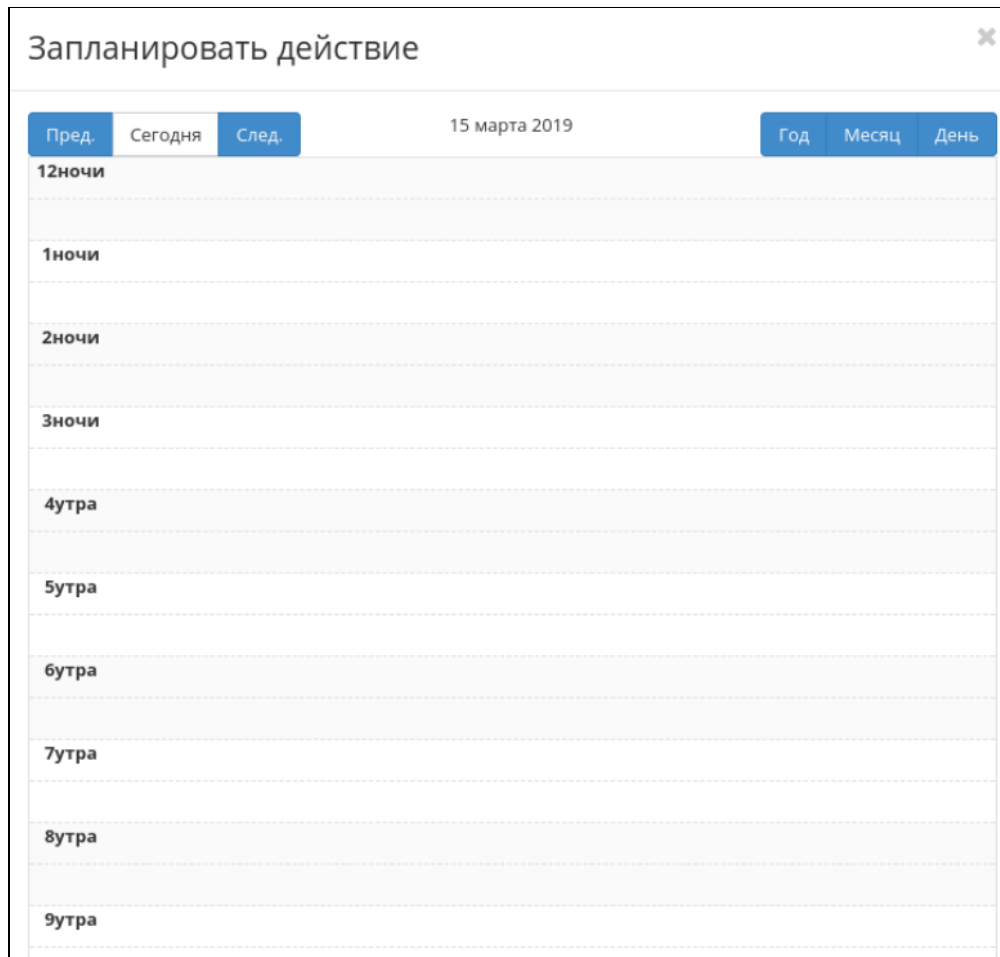 Запланировать действие
Пред. Сегодня След. 15 марта 2019 Год Месяц День
12ночи
1ночи
2ночи
3ночи
4утра
5утра
6утра
7утра
8утра
9утра